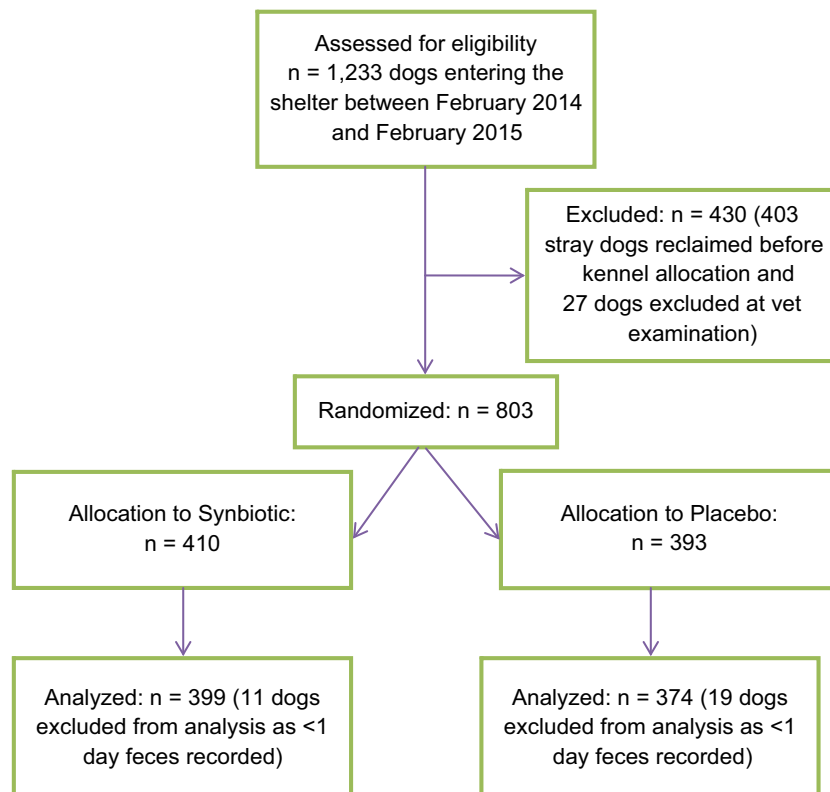 Assessed for eligibility
n = 1,233 dogs entering the
shelter between February 2014
and February 2015
Excluded: n = 430 (403
stray dogs reclaimed before
kennel allocation and
27 dogs excluded at vet
examination)
Randomized: n = 803
Allocation to Synbiotic:
n = 410
Allocation to Placebo:
n = 393
Analyzed: n = 399 (11 dogs
excluded from analysis as <1
day feces recorded)
Analyzed: n = 374 (19 dogs
excluded from analysis as <1
day feces recorded)